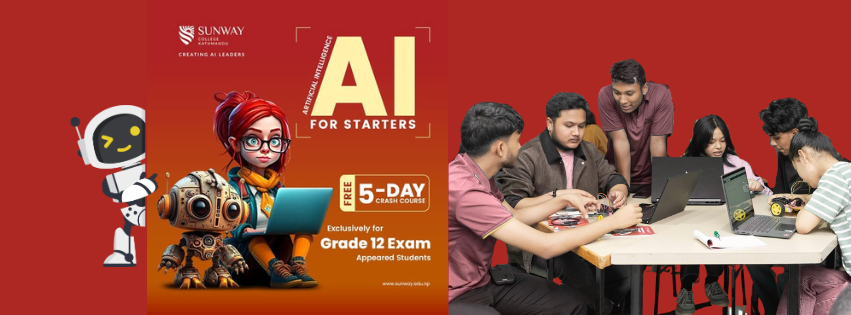 SUNWAY
COLLEGE
KATHMANDU
CREATING AI LEADERS
ARTIFICIAL INTELLIGENCE
AI
FOR STARTERS
FREE
5-DAY
CRASH COURSE
Exclusively for
Grade 12 Exam
Appeared Students
www.sunway.edu.np